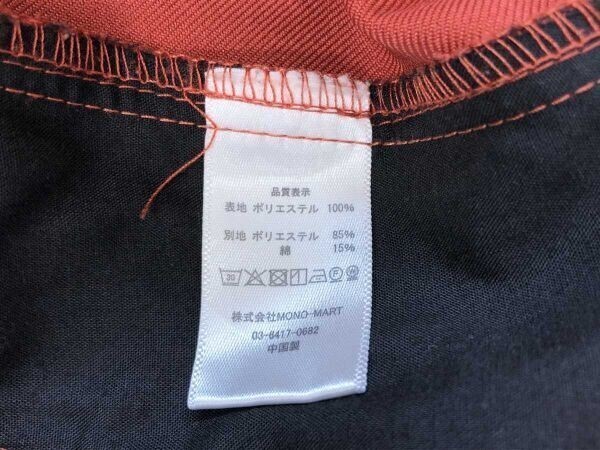 品質表示
表地 ポリエステル 100%
別地 ポリエステル 85%
綿 15%
30 P W
株式会社MONO-MART
03-6417-0682
中国製